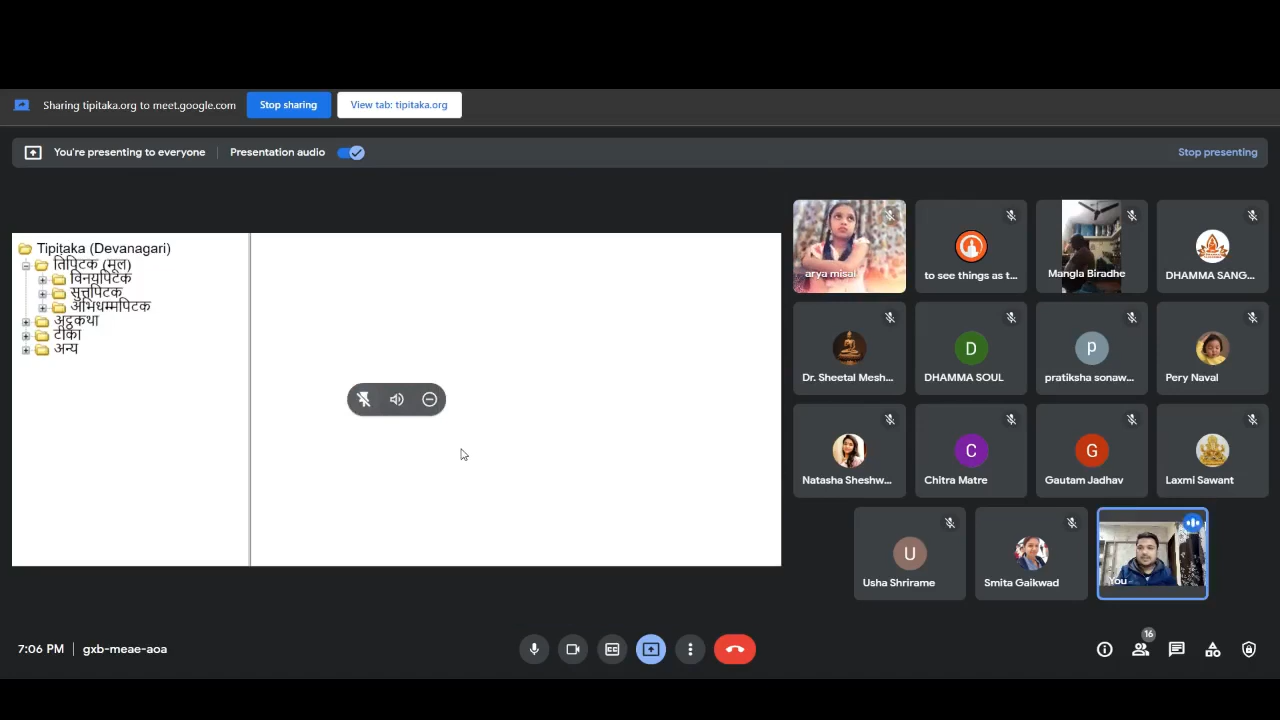 Sharing tipitaka.org to meet.google.com
Stop sharing
View tab: tipitaka.org
You're presenting to everyone
Presentation audio
Stop presenting
Tipiṭaka (Devanagari)
तिपिटक (मूल)
विनयपिटक
सुत्तपिटक
अभिधम्मपिटक
अट्ठकथा
टीका
अन्य
arya misal
to see things as t...
Mangla Biradhe
DHAMMA SANG...
Dr. Sheetal Mesh...
D
DHAMMA SOUL
p
pratiksha sonaw...
Pery Naval
Natasha Sheshw...
C
Chitra Matre
G
Gautam Jadhav
Laxmi Sawant
U
Usha Shrirame
Smita Gaikwad
You
7:06 PM | gxb-meae-aoa
16